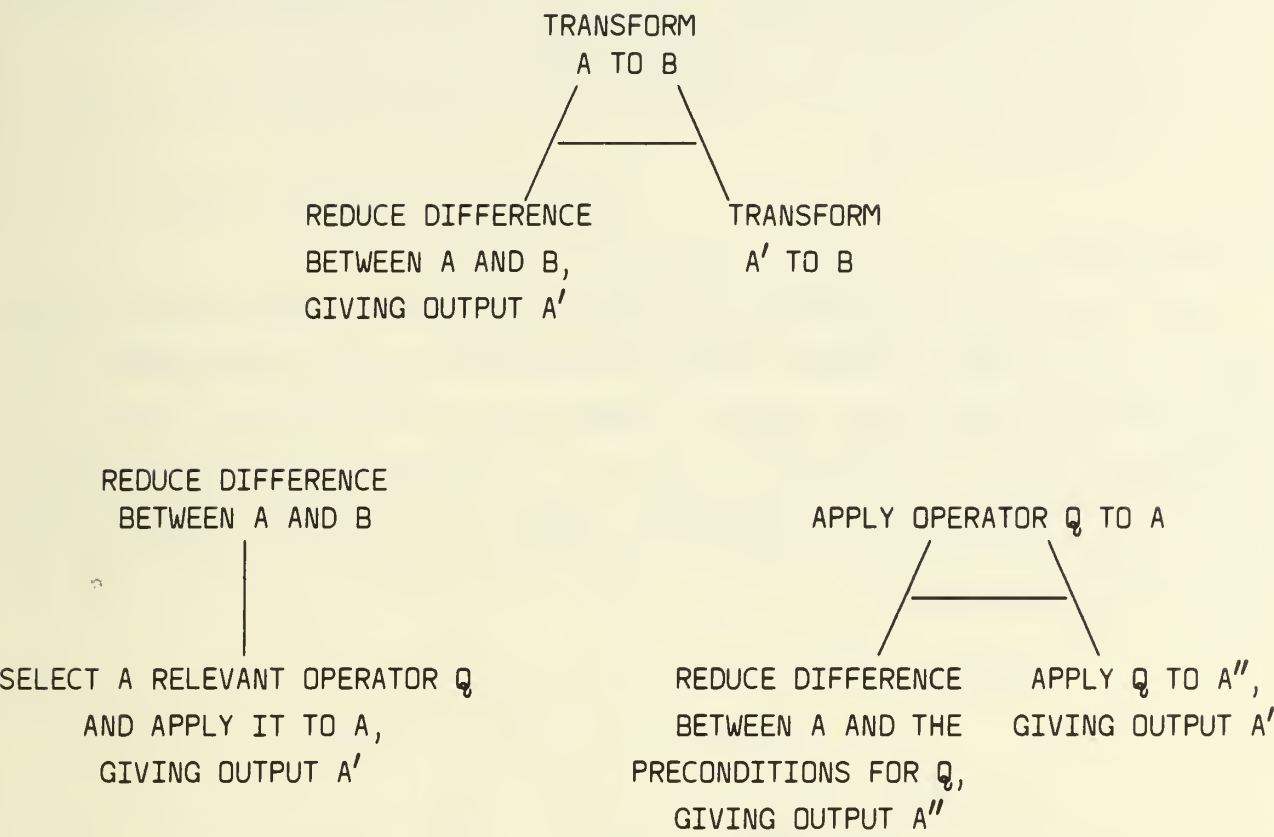 TRANSFORM
A TO B
REDUCE DIFFERENCE
BETWEEN A AND B,
GIVING OUTPUT A′
TRANSFORM
A′ TO B
REDUCE DIFFERENCE
BETWEEN A AND B
SELECT A RELEVANT OPERATOR Q
AND APPLY IT TO A,
GIVING OUTPUT A′
APPLY OPERATOR Q TO A
REDUCE DIFFERENCE
BETWEEN A AND THE
PRECONDITIONS FOR Q,
GIVING OUTPUT A″
APPLY Q TO A″,
GIVING OUTPUT A′